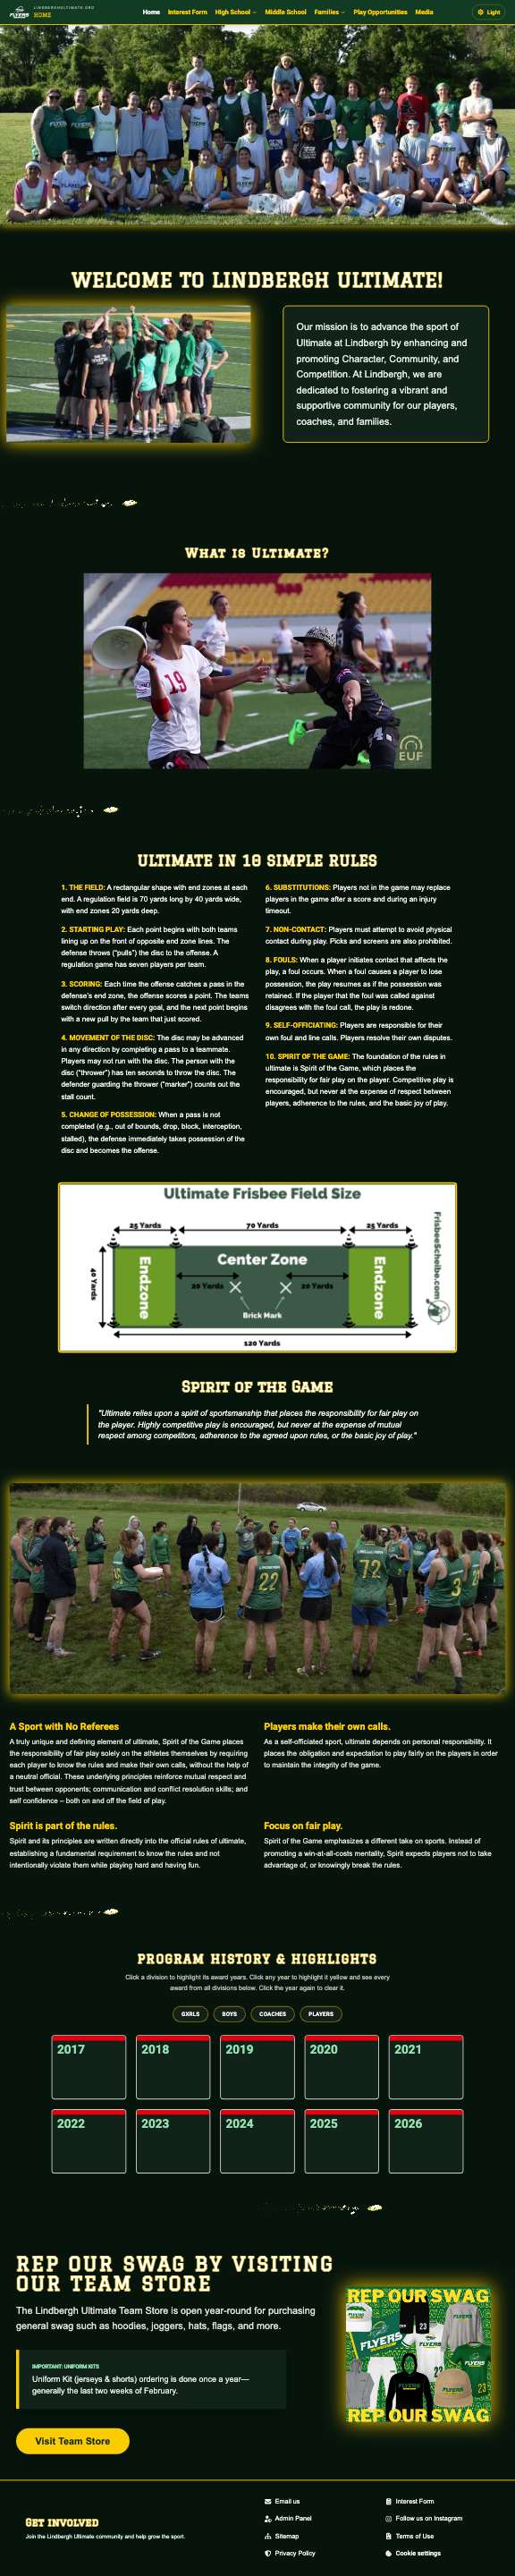 LINDBERGHULTIMATE.ORG
HOME
Home Interest Form High School Middle School Families Play Opportunities Media Light
WELCOME TO LINDBERGH ULTIMATE!
Our mission is to advance the sport of
Ultimate at Lindbergh by enhancing and
promoting Character, Community, and
Competition. At Lindbergh, we are
dedicated to fostering a vibrant and
supportive community for our players,
coaches, and families.
WHAT IS ULTIMATE?
19
EUF
ULTIMATE IN 10 SIMPLE RULES
1. THE FIELD: A rectangular shape with end zones at each
end. A regulation field is 70 yards long by 40 yards wide,
with end zones 20 yards deep.
2. STARTING PLAY: Each point begins with both teams
lining up on the front of opposite end zone lines. The
defense throws ("pulls") the disc to the offense. A
regulation game has seven players per team.
3. SCORING: Each time the offense catches a pass in the
defense's end zone, the offense scores a point. The teams
switch direction after every goal, and the next point begins
with a new pull by the team that just scored.
4. MOVEMENT OF THE DISC: The disc may be advanced
in any direction by completing a pass to a teammate.
Players may not run with the disc. The person with the
disc ("thrower") has ten seconds to throw the disc. The
defender guarding the thrower ("marker") counts out the
stall count.
5. CHANGE OF POSSESSION: When a pass is not
completed (e.g., out of bounds, drop, block, interception,
stalled), the defense immediately takes possession of the
disc and becomes the offense.
6. SUBSTITUTIONS: Players not in the game may replace
players in the game after a score and during an injury
timeout.
7. NON-CONTACT: Players must attempt to avoid physical
contact during play. Picks and screens are also prohibited.
8. FOULS: When a player initiates contact that affects the
play, a foul occurs. When a foul causes a player to lose
possession, the play resumes as if the possession was
retained. If the player that the foul was called against
disagrees with the foul call, the play is redone.
9. SELF-OFFICIATING: Players are responsible for their
own foul and line calls. Players resolve their own disputes.
10. SPIRIT OF THE GAME: The foundation of the rules in
ultimate is Spirit of the Game, which places the
responsibility for fair play on the player. Competitive play is
encouraged, but never at the expense of respect between
players, adherence to the rules, and the basic joy of play.
Ultimate Frisbee Field Size
25 Yards 70 Yards 25 Yards
40 Yards
Endzone
Center Zone
20 Yards 20 Yards
Brick Mark
Endzone
120 Yards
FrisbeeScheibe.com
SPIRIT OF THE GAME
"Ultimate relies upon a spirit of sportsmanship that places the responsibility for fair play on
the player. Highly competitive play is encouraged, but never at the expense of mutual
respect among competitors, adherence to the agreed upon rules, or the basic joy of play."
22
72
3
A Sport with No Referees
A truly unique and defining element of ultimate, Spirit of the Game places
the responsibility of fair play solely on the athletes themselves by requiring
each player to know the rules and make their own calls, without the help of
a neutral official. These underlying principles reinforce mutual respect and
trust between opponents; communication and conflict resolution skills; and
self confidence – both on and off the field of play.
Players make their own calls.
As a self-officiated sport, ultimate depends on personal responsibility. It
places the obligation and expectation to play fairly on the players in order
to maintain the integrity of the game.
Spirit is part of the rules.
Spirit and its principles are written directly into the official rules of ultimate,
establishing a fundamental requirement to know the rules and not
intentionally violate them while playing hard and having fun.
Focus on fair play.
Spirit of the Game emphasizes a different take on sports. Instead of
promoting a win-at-all-costs mentality, Spirit expects players not to take
advantage of, or knowingly break the rules.
PROGRAM HISTORY & HIGHLIGHTS
Click a division to highlight its award years. Click any year to highlight it yellow and see every
award from all divisions below. Click the year again to clear it.
GXRLS BOYS COACHES PLAYERS
2017 2018 2019 2020 2021
2022 2023 2024 2025 2026
REP OUR SWAG BY VISITING
OUR TEAM STORE
The Lindbergh Ultimate Team Store is open year-round for purchasing
general swag such as hoodies, joggers, hats, flags, and more.
IMPORTANT: UNIFORM KITS
Uniform Kit (jerseys & shorts) ordering is done once a year—
generally the last two weeks of February.
Visit Team Store
REP OUR SWAG
FLYERS
23
FLYERS
FLYERS
23
REP OUR SWAG
GET INVOLVED
Join the Lindbergh Ultimate community and help grow the sport.
Email us
Admin Panel
Sitemap
Privacy Policy
Interest Form
Follow us on Instagram
Terms of Use
Cookie settings